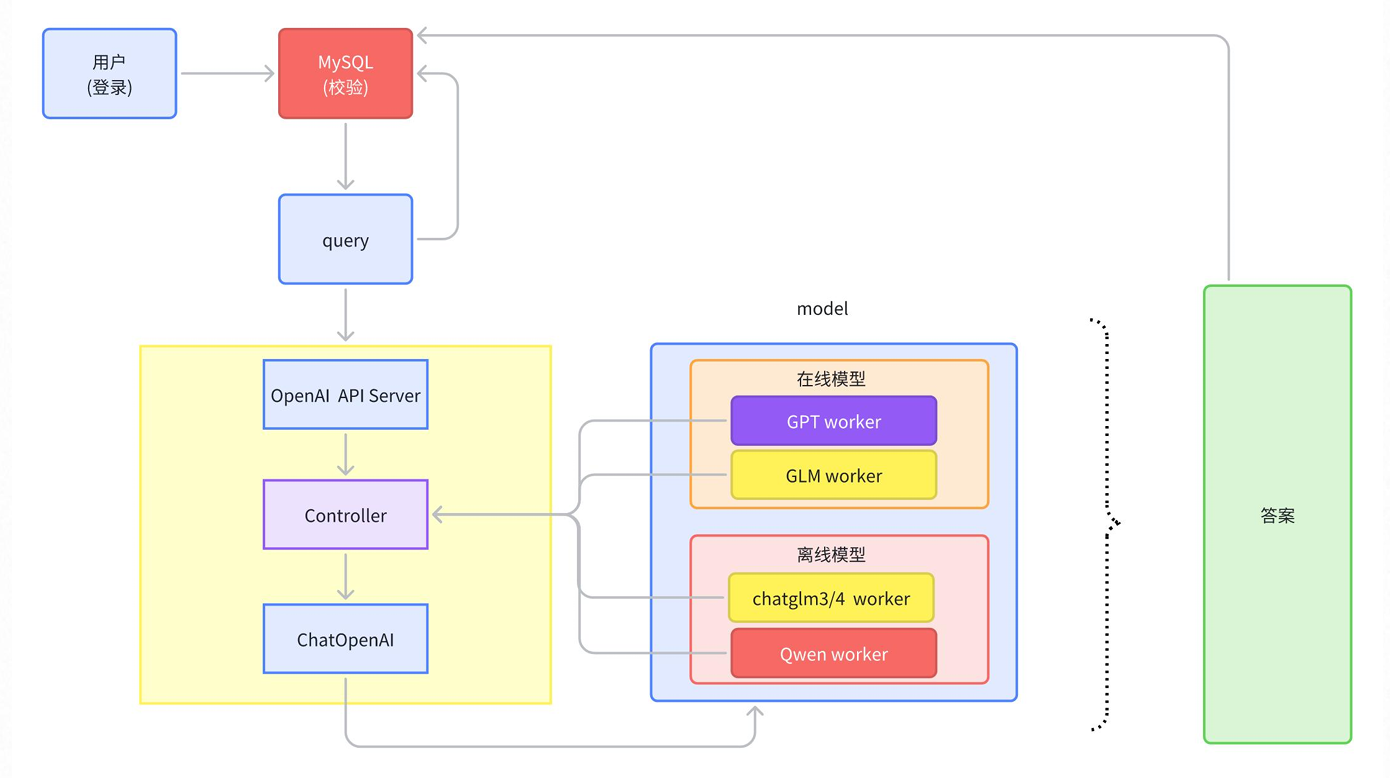 用户
(登录)
MySQL
(校验)
query
model
OpenAI API Server
Controller
ChatOpenAI
在线模型
GPT worker
GLM worker
离线模型
chatglm3/4 worker
Qwen worker
答案